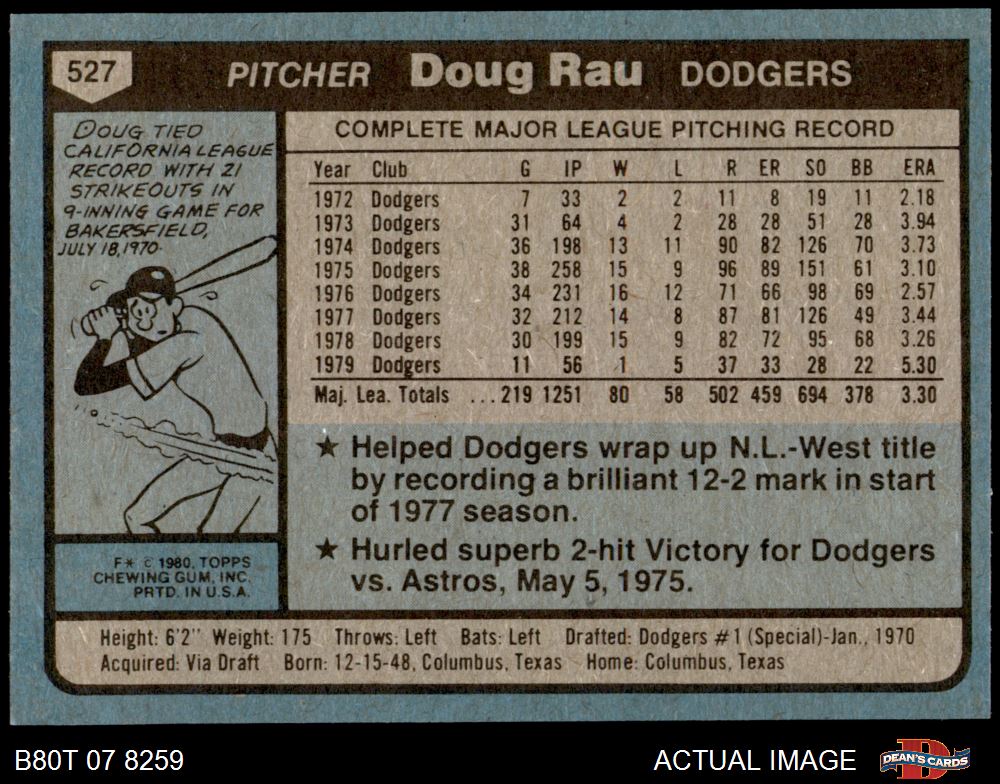 527 PITCHER Doug Rau DODGERS
DOUG TIED
CALIFORNIA LEAGUE
RECORD WITH 21
STRIKEOUTS IN
9-INNING GAME FOR
BAKERSFIELD,
JULY 18, 1970.
F* © 1980, TOPPS
CHEWING GUM, INC.
PRTD. IN U.S.A.
COMPLETE MAJOR LEAGUE PITCHING RECORD
Year Club G IP W L R ER SO BB ERA
1972 Dodgers 7 33 2 2 11 8 19 11 2.18
1973 Dodgers 31 64 4 2 28 28 51 28 3.94
1974 Dodgers 36 198 13 11 90 82 126 70 3.73
1975 Dodgers 38 258 15 9 96 89 151 61 3.10
1976 Dodgers 34 231 16 12 71 66 98 69 2.57
1977 Dodgers 32 212 14 8 87 81 126 49 3.44
1978 Dodgers 30 199 15 9 82 72 95 68 3.26
1979 Dodgers 11 56 1 5 37 33 28 22 5.30
Maj. Lea. Totals ...219 1251 80 58 502 459 694 378 3.30
★ Helped Dodgers wrap up N.L.-West title
by recording a brilliant 12-2 mark in start
of 1977 season.
★ Hurled superb 2-hit Victory for Dodgers
vs. Astros, May 5, 1975.
Height: 6'2" Weight: 175 Throws: Left Bats: Left Drafted: Dodgers #1 (Special)-Jan., 1970
Acquired: Via Draft Born: 12-15-48, Columbus, Texas Home: Columbus, Texas
B80T 07 8259 ACTUAL IMAGE DEAN'S CARDS